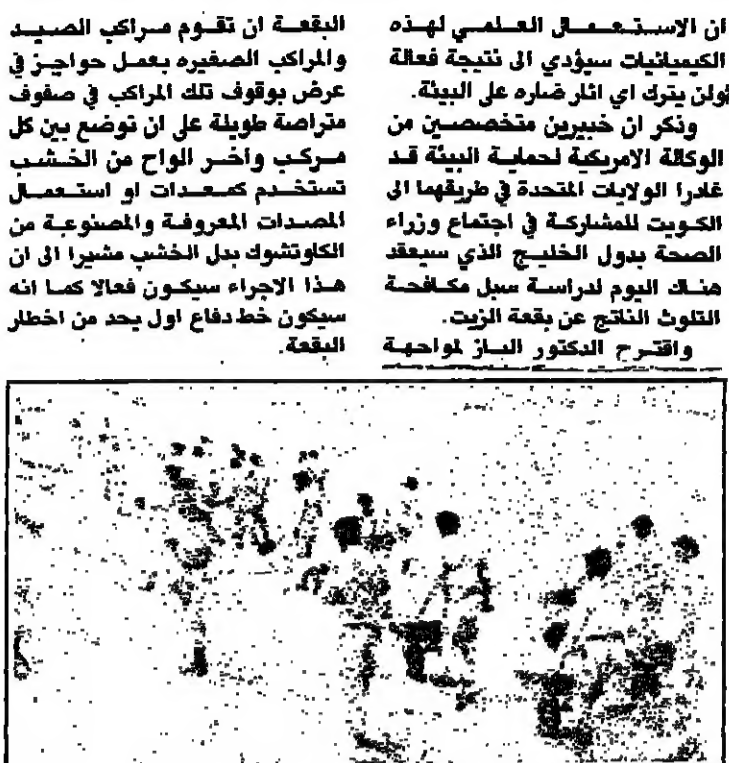 ان الاستعمال العلمي لهذه
الكيميائيات سيؤدي الى نتيجة فعالة
ولن يترك اي اثار ضاره على البيئة.
وذكر ان خبيرين متخصصين من
الوكالة الامريكية لحماية البيئة قد
غادرا الولايات المتحدة في طريقهما الى
الكويت للمشاركة في اجتماع وزراء
الصحة بدول الخليج الذي سيعقد
هناك اليوم لدراسة سبل مكافحة
التلوث الناتج عن بقعة الزيت.
واقترح الدكتور الباز لمواجهة
البقعة ان تقوم مراكب الصيد
والمراكب الصغيره بعمل حواجز في
عرض بوقوف تلك المراكب في صفوف
متراصة طويلة على ان توضع بين كل
مركب واخر الواح من الخشب
تستخدم كمعدات او استعمال
المصدات المعروفة والمصنوعة من
الكاوتشوك بدل الخشب مشيرا الى ان
هذا الاجراء سيكون فعالا كما انه
سيكون خط دفاع اول يحد من اخطار
البقعة.